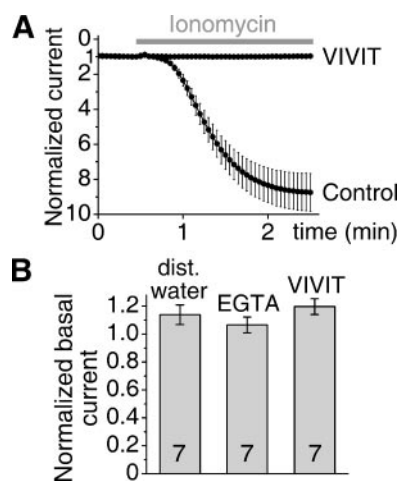 A
Ionomycin
Normalized current
0
1
2
4
6
8
10
VIVIT
Control
0
1
2
time (min)
B
Normalized basal
current
1.2
1.0
0.8
0.6
0.4
0.2
0
dist.
water
EGTA
VIVIT
7
7
7